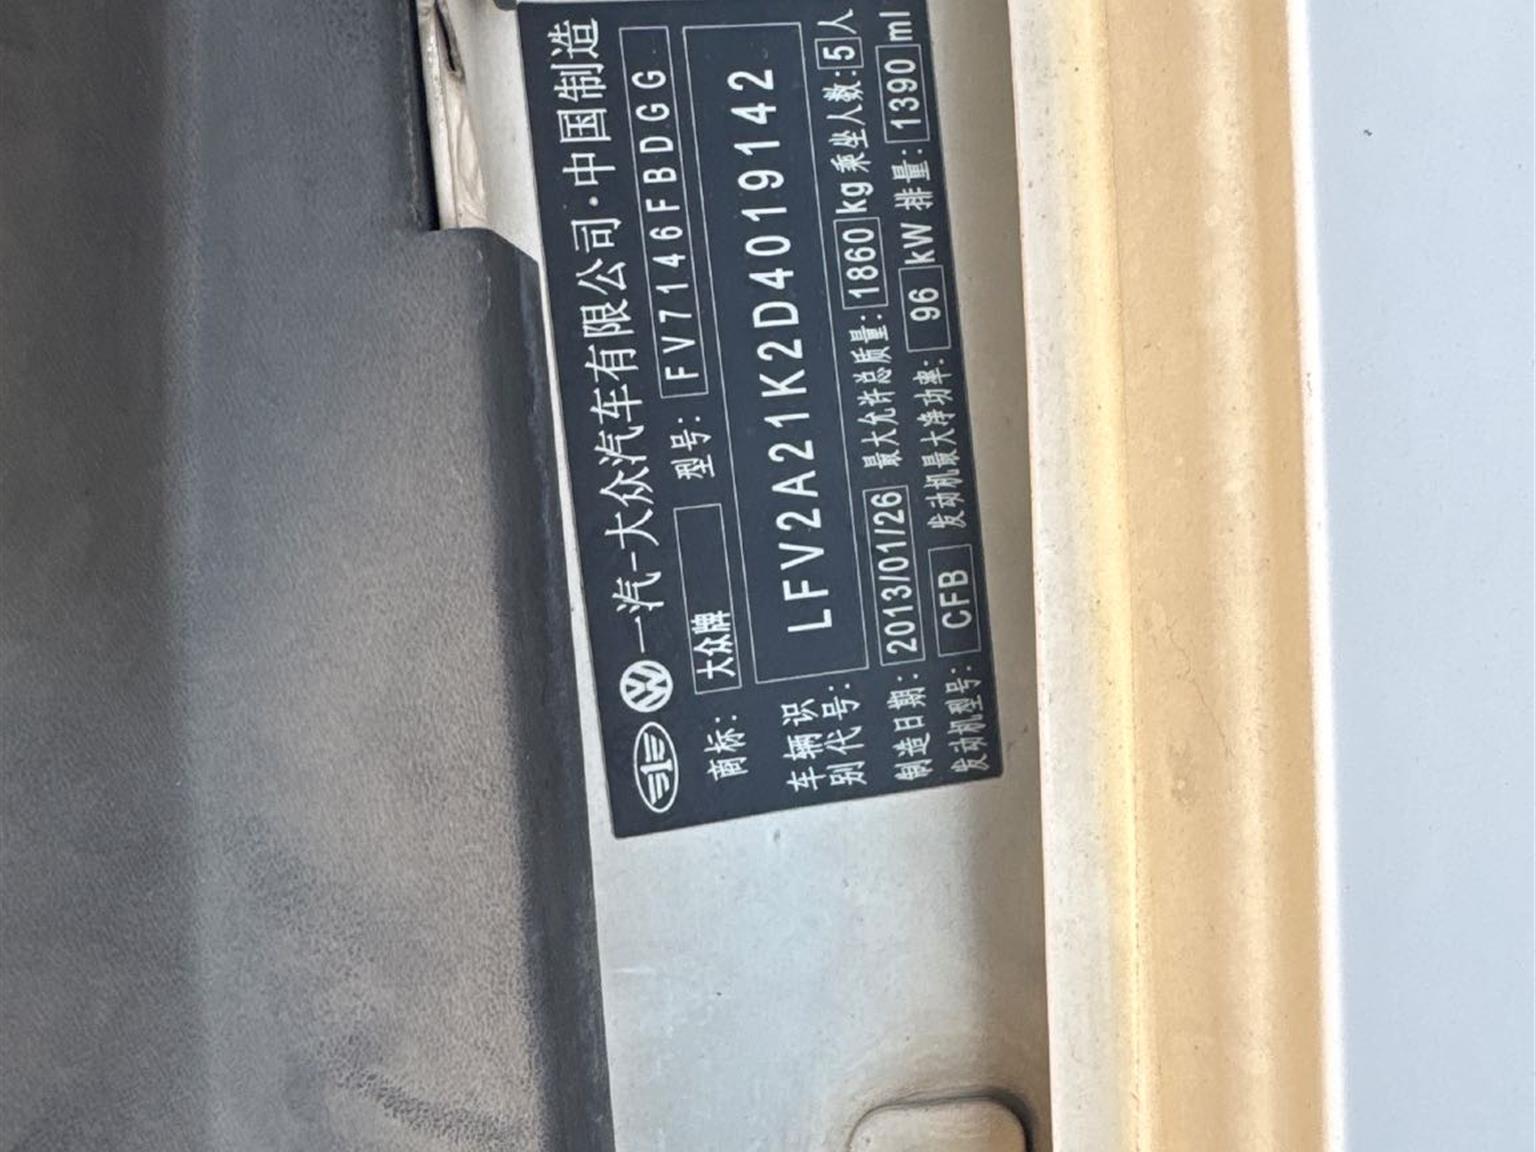 一汽-大众汽车有限公司·中国制造
商标: 大众牌 型号: FV7146FBDGG
车辆识别代号: LFV2A21K2D4019142
制造日期: 2013/01/26 最大允许总质量: 1860 kg 乘坐人数: 5 人
发动机型号: CFB 发动机最大净功率: 96 kW 排量: 1390 ml